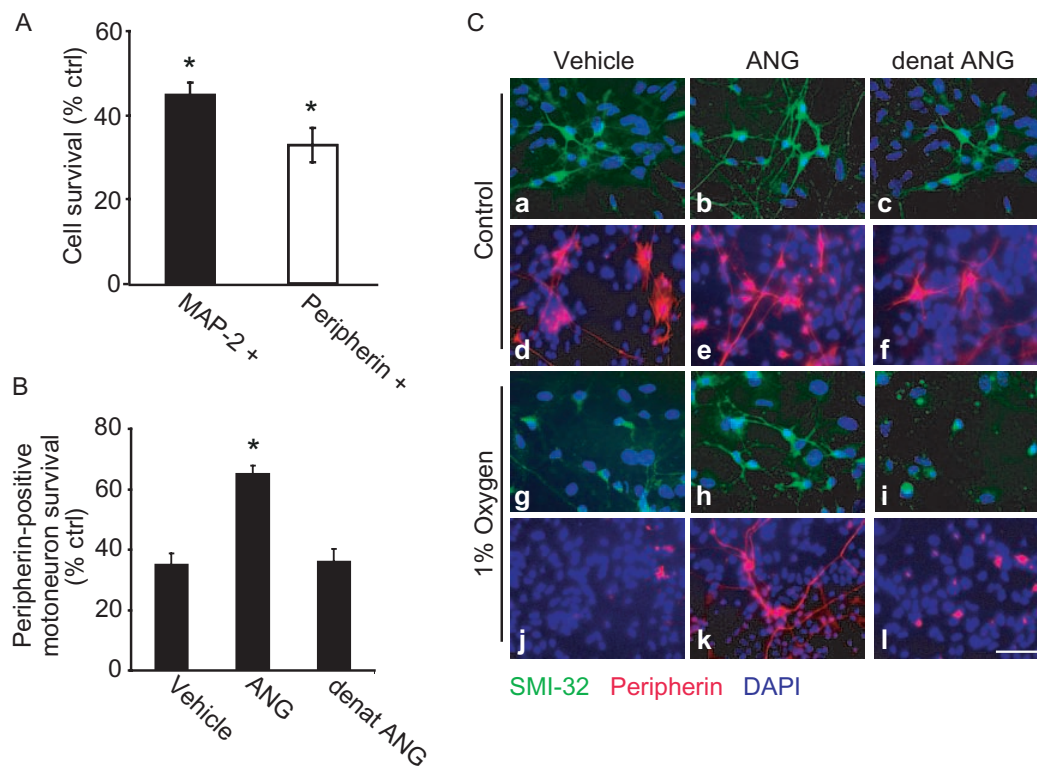 A
Cell survival (% ctrl)
60
40
20
0
*
*
MAP-2 +
Peripherin +
B
Peripherin-positive
motoneuron survival
(% ctrl)
80
60
40
20
0
*
Vehicle
ANG
denat ANG
C
Vehicle
ANG
denat ANG
Control
a
b
c
d
e
f
1% Oxygen
g
h
i
j
k
l
SMI-32 Peripherin DAPI